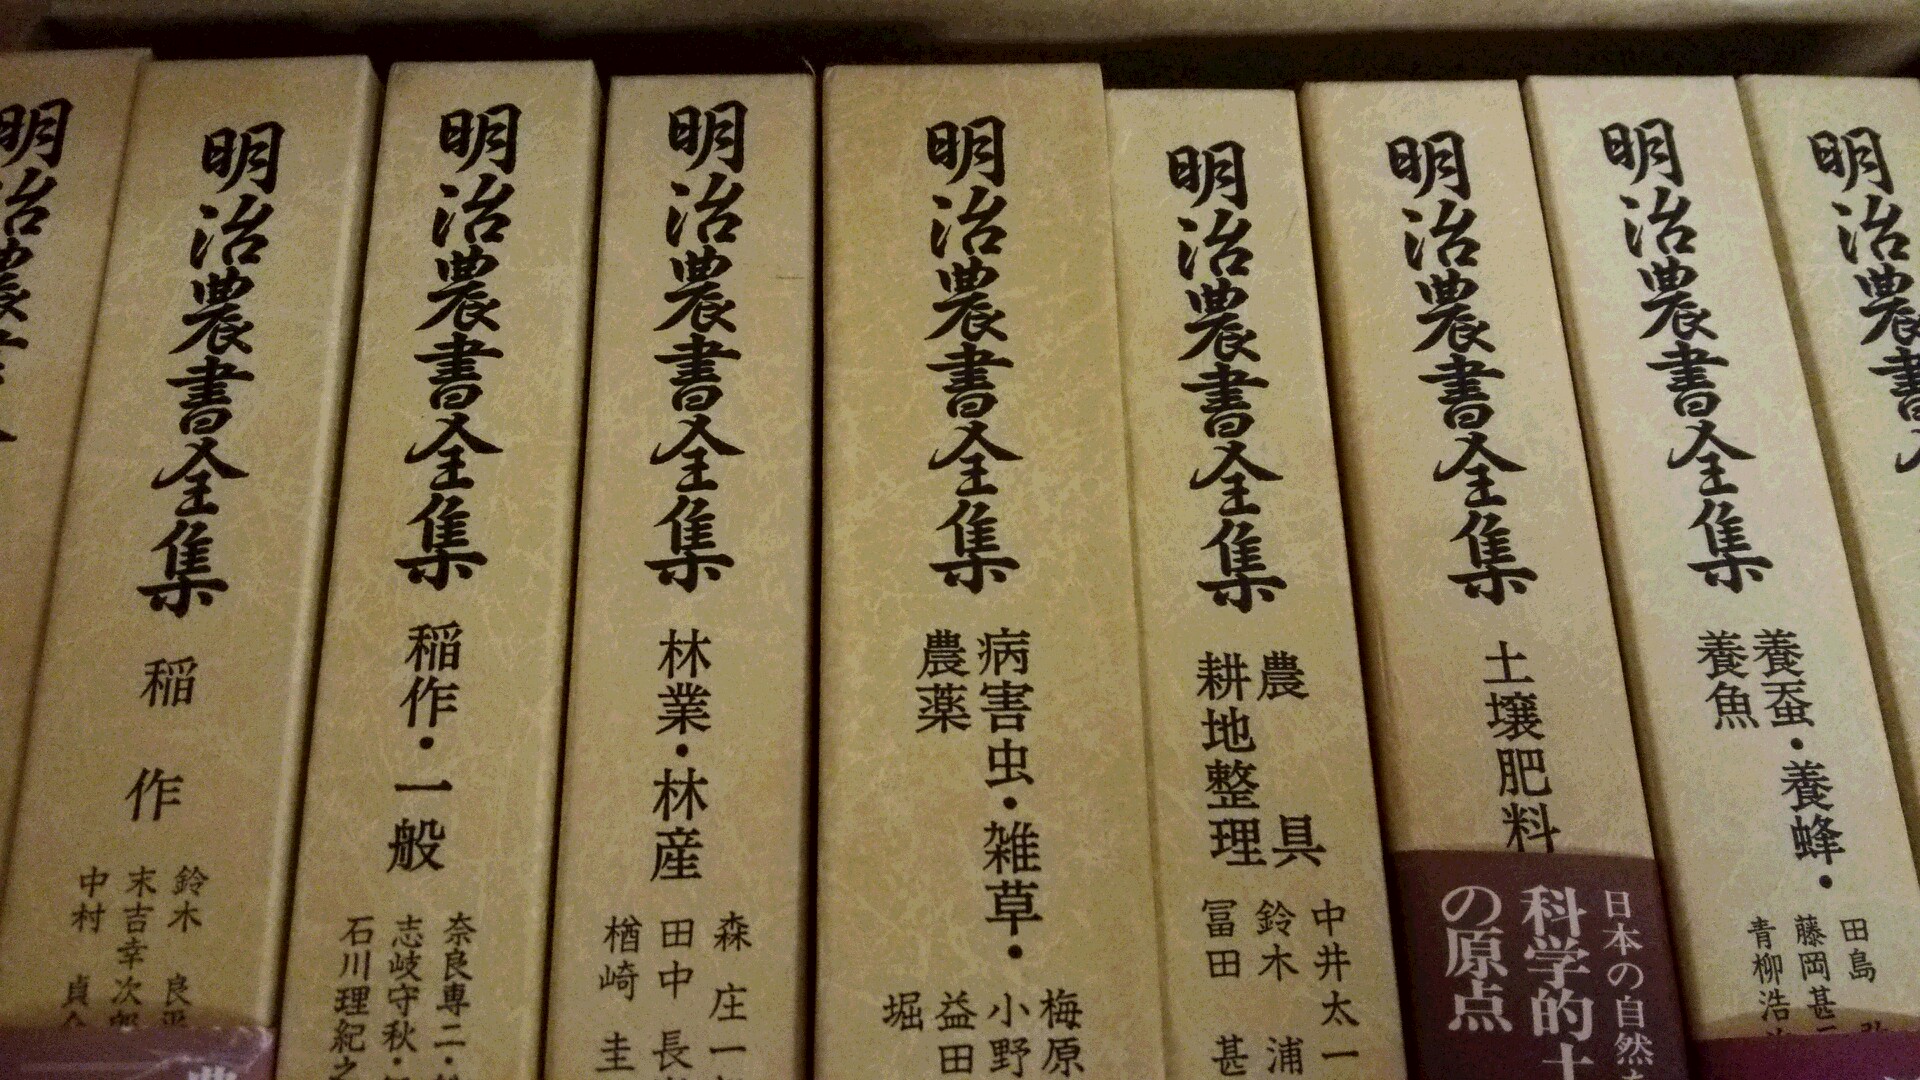 明治農書全集
稲作
鈴木
末吉幸次郎
中村
明治農書全集
稲作・一般
奈良専二・
志岐守秋・
石川理紀之
明治農書全集
林業・林産
森 庄一
田中 長
楢崎 圭
明治農書全集
病害虫・雑草・
農薬
梅原
小野
益田
堀
明治農書全集
農具
耕地整理
中井太一
鈴木 浦
冨田 甚
明治農書全集
土壌肥料
日本の自然
科学的土
の原点
明治農書全集
養蚕・養蜂・
養魚
田島
藤岡甚三
青柳浩
明治農書